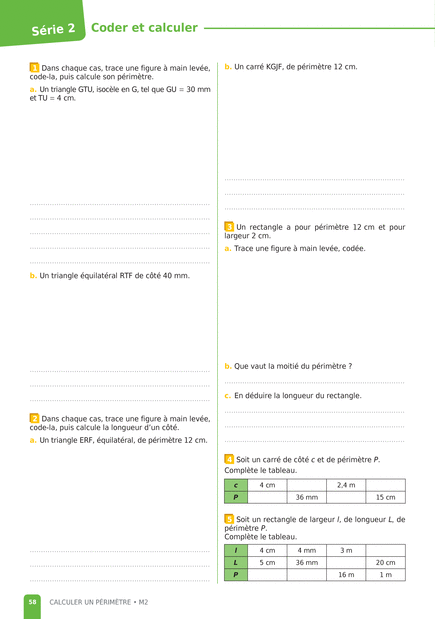 Série 2
Coder et calculer
1 Dans chaque cas, trace une figure à main levée,
code-la, puis calcule son périmètre.
a. Un triangle GTU, isocèle en G, tel que GU = 30 mm
et TU = 4 cm.
b. Un triangle équilatéral RTF de côté 40 mm.
2 Dans chaque cas, trace une figure à main levée,
code-la, puis calcule la longueur d’un côté.
a. Un triangle ERF, équilatéral, de périmètre 12 cm.
b. Un carré KGJF, de périmètre 12 cm.
3 Un rectangle a pour périmètre 12 cm et pour
largeur 2 cm.
a. Trace une figure à main levée, codée.
b. Que vaut la moitié du périmètre ?
c. En déduire la longueur du rectangle.
4 Soit un carré de côté c et de périmètre P.
Complète le tableau.
c 4 cm 2,4 m
P 36 mm 15 cm
5 Soit un rectangle de largeur l, de longueur L, de
périmètre P.
Complète le tableau.
l 4 cm 4 mm 3 m
L 5 cm 36 mm 20 cm
P 16 m 1 m
58 CALCULER UN PÉRIMÈTRE • M2